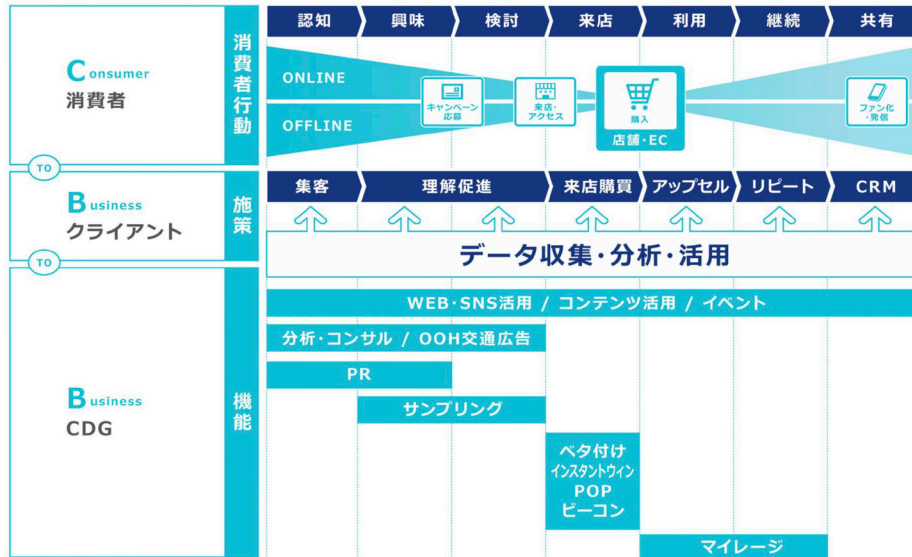 認知
興味
検討
来店
利用
継続
共有
Consumer
消費者
消費者行動
ONLINE
OFFLINE
キャンペーン
応募
来店・
アクセス
購入
店舗・EC
ファン化
・発信
TO
Business
クライアント
施策
集客
理解促進
来店購買
アップセル
リピート
CRM
データ収集・分析・活用
TO
Business
CDG
機能
WEB・SNS活用 / コンテンツ活用 / イベント
分析・コンサル / OOH交通広告
PR
サンプリング
ベタ付け
インスタントウィン
POP
ビーコン
マイレージ